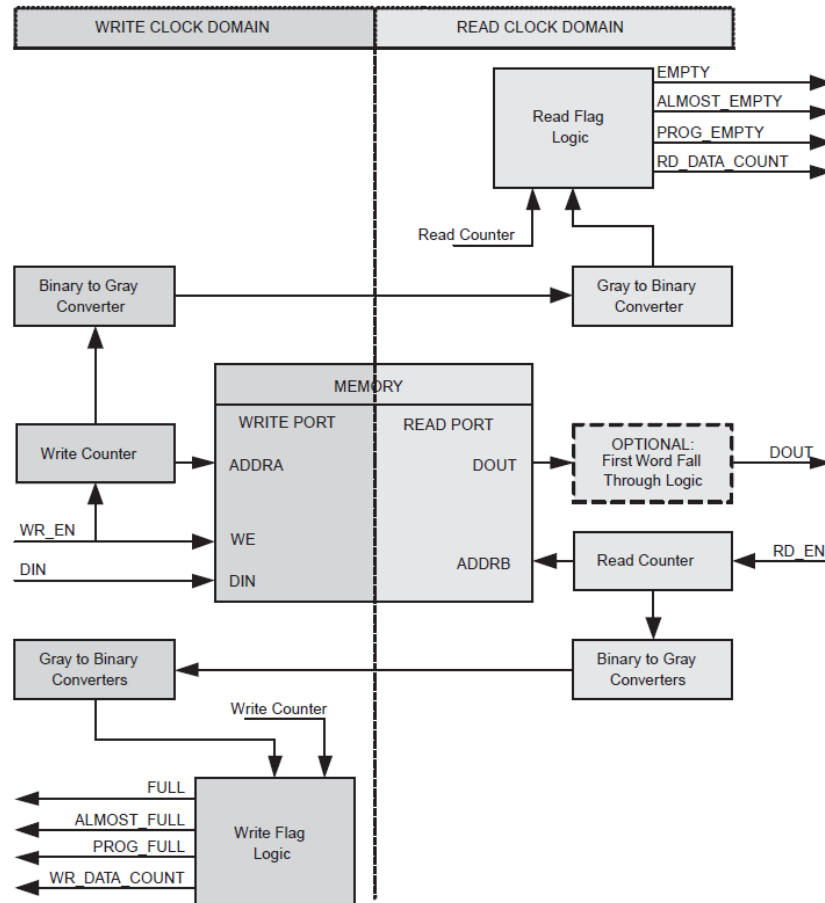 WRITE CLOCK DOMAIN
READ CLOCK DOMAIN
EMPTY
ALMOST_EMPTY
PROG_EMPTY
RD_DATA_COUNT
Read Flag
Logic
Read Counter
Binary to Gray
Converter
Gray to Binary
Converter
MEMORY
WRITE PORT
READ PORT
Write Counter
ADDRA
DOUT
OPTIONAL:
First Word Fall
Through Logic
DOUT
WR_EN
WE
DIN
DIN
ADDRB
Read Counter
RD_EN
Gray to Binary
Converters
Binary to Gray
Converters
Write Counter
FULL
ALMOST_FULL
PROG_FULL
WR_DATA_COUNT
Write Flag
Logic